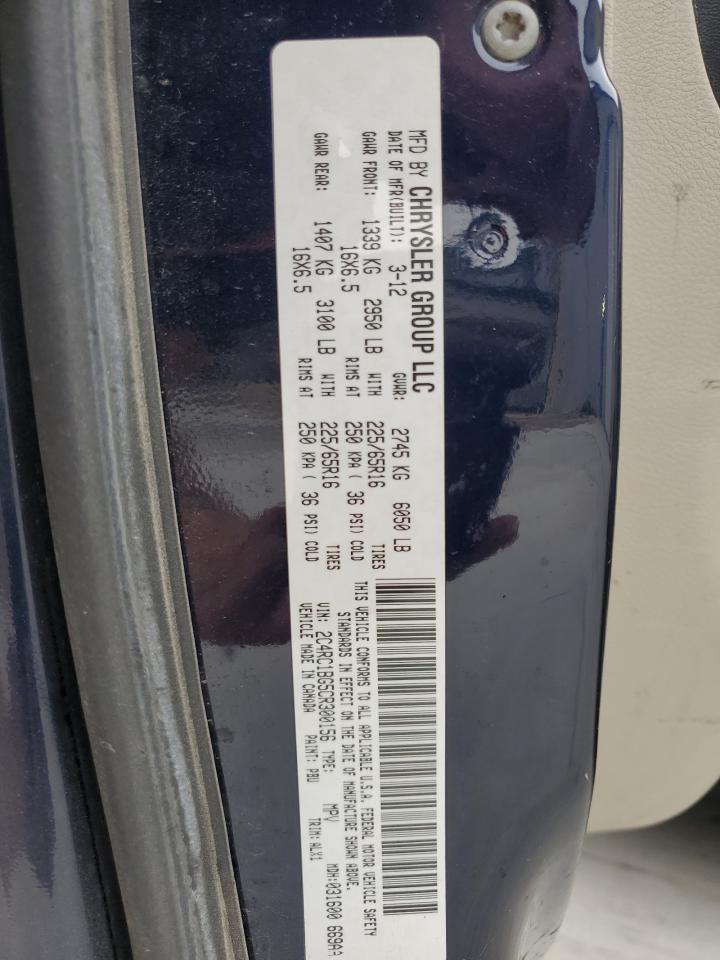 MFD BY CHRYSLER GROUP LLC
DATE OF MFR(BUILT): 3-12 GVWR: 2745 KG 6050 LB
GAWR FRONT: 1339 KG 2950 LB WITH 225/65R16 TIRES
16X6.5 RIMS AT 250 KPA ( 36 PSI) COLD
GAWR REAR: 1407 KG 3100 LB WITH 225/65R16 TIRES
16X6.5 RIMS AT 250 KPA ( 36 PSI) COLD
THIS VEHICLE CONFORMS TO ALL APPLICABLE U.S.A. FEDERAL MOTOR VEHICLE SAFETY
STANDARDS IN EFFECT ON THE DATE OF MANUFACTURE SHOWN ABOVE.
VIN: 2C4RC1BG5CR300156 TYPE: MPV MDH:031600 669AA
VEHICLE MADE IN CANADA PAINT: PBU TRIM:ALX1